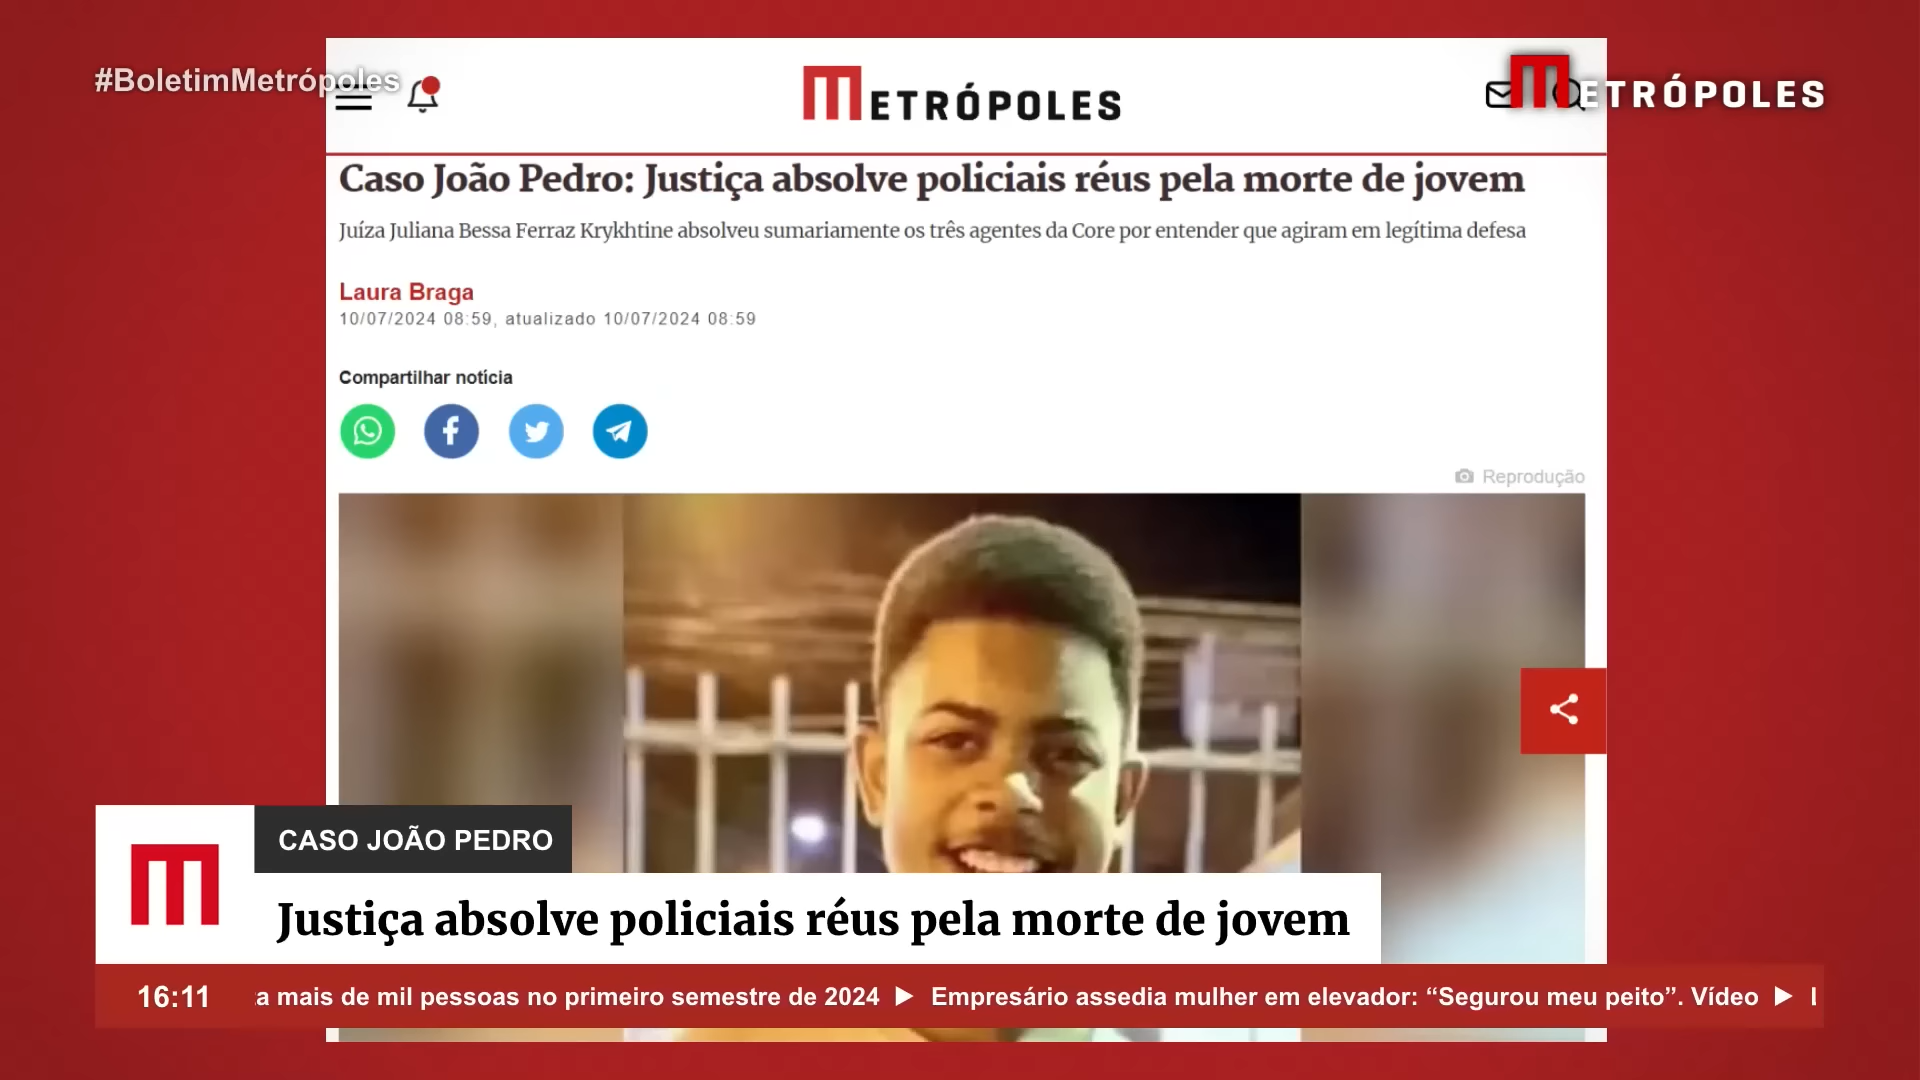 #BoletimMetrópoles
METRÓPOLES
METRÓPOLES
Caso João Pedro: Justiça absolve policiais réus pela morte de jovem
Juíza Juliana Bessa Ferraz Krykhtine absolveu sumariamente os três agentes da Core por entender que agiram em legítima defesa
Laura Braga
10/07/2024 08:59, atualizado 10/07/2024 08:59
Compartilhar notícia
Reprodução
CASO JOÃO PEDRO
Justiça absolve policiais réus pela morte de jovem
16:11 mais de mil pessoas no primeiro semestre de 2024 ▶ Empresário assedia mulher em elevador: “Segurou meu peito”. Vídeo ▶